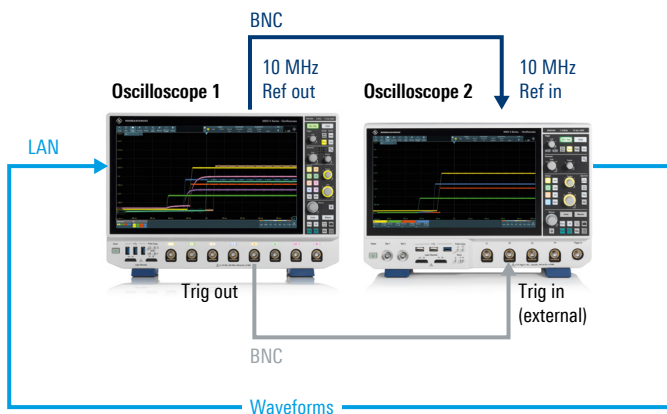 BNC
10 MHz
Ref out
10 MHz
Ref in
Oscilloscope 1
Oscilloscope 2
LAN
Trig out
Trig in
(external)
BNC
Waveforms